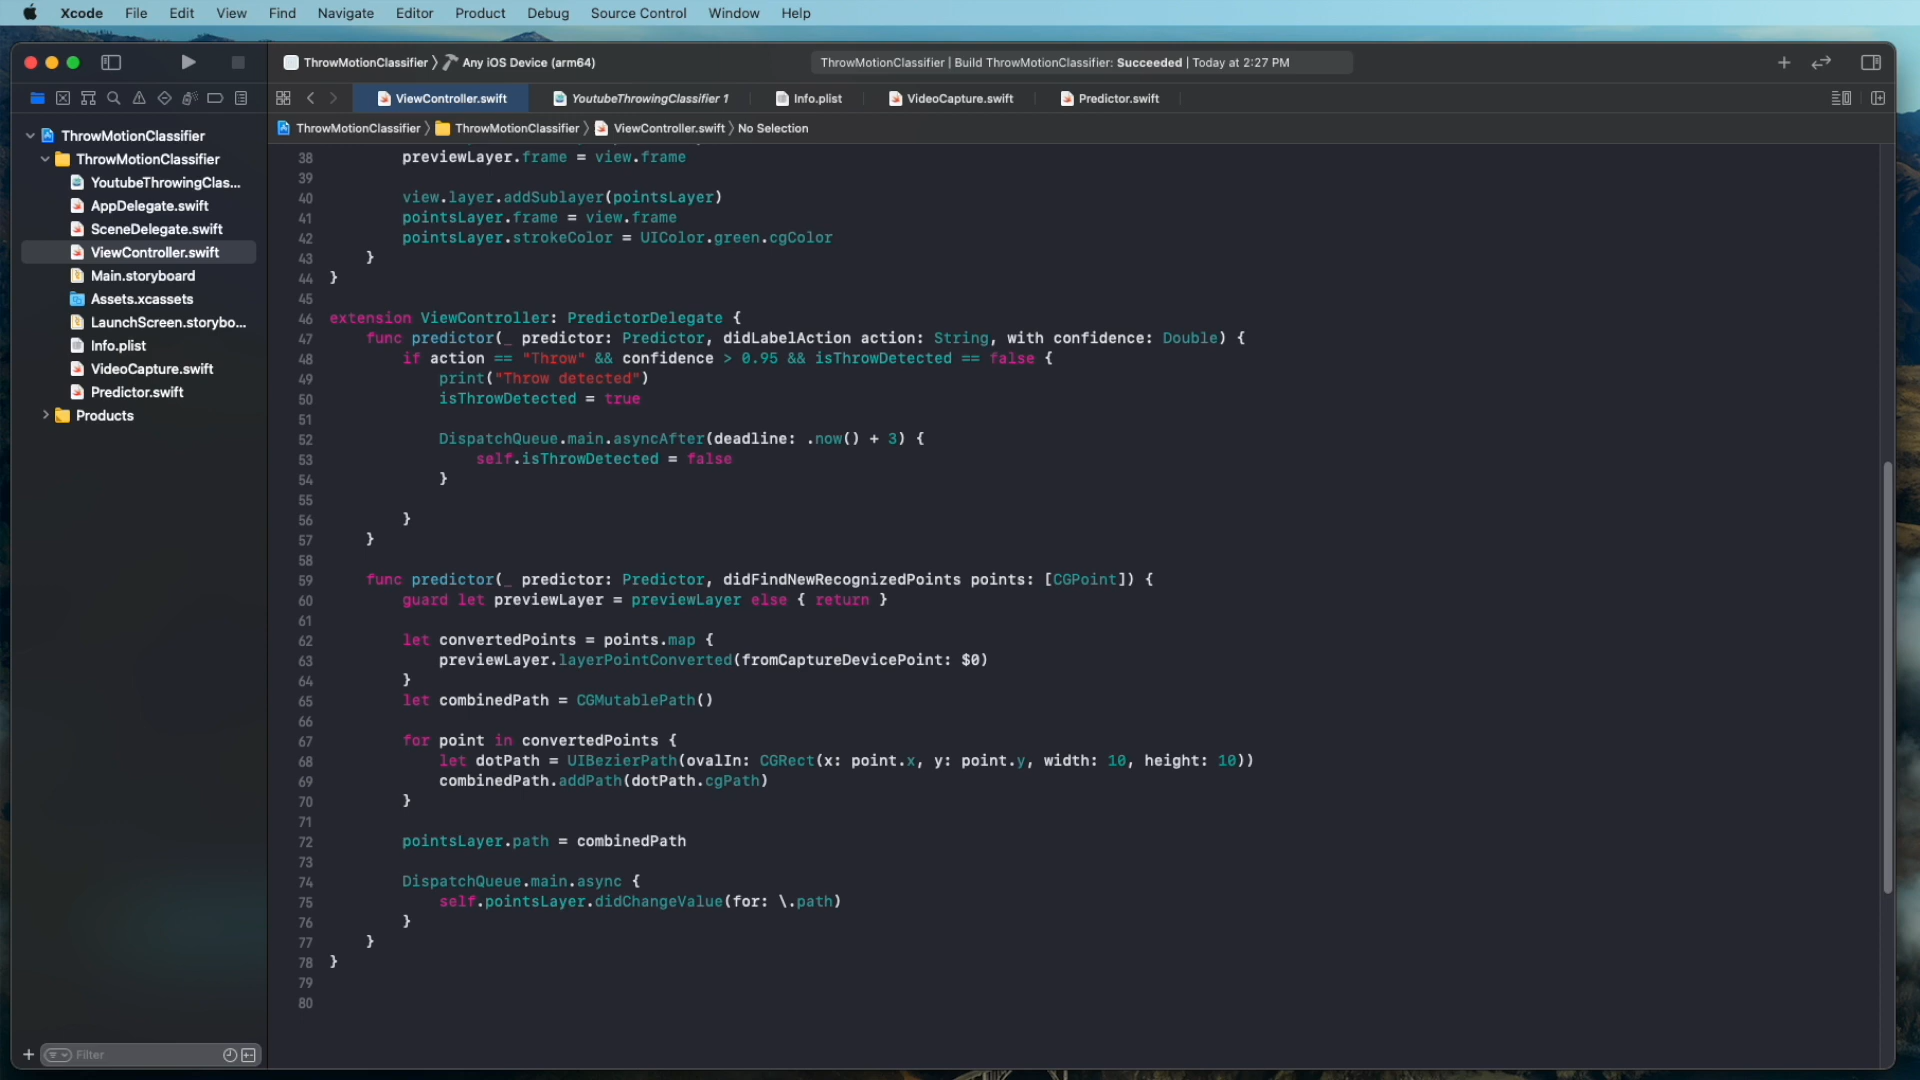 Xcode File Edit View Find Navigate Editor Product Debug Source Control Window Help
ThrowMotionClassifier 〉 Any iOS Device (arm64)
ThrowMotionClassifier | Build ThrowMotionClassifier: Succeeded | Today at 2:27 PM
ViewController.swift YoutubeThrowingClassifier 1 Info.plist VideoCapture.swift Predictor.swift
ThrowMotionClassifier 〉 ThrowMotionClassifier 〉 ViewController.swift 〉 No Selection
ThrowMotionClassifier
ThrowMotionClassifier
YoutubeThrowingClas...
AppDelegate.swift
SceneDelegate.swift
ViewController.swift
Main.storyboard
Assets.xcassets
LaunchScreen.storybo...
Info.plist
VideoCapture.swift
Predictor.swift
Products
Filter
38 previewLayer.frame = view.frame
39
40 view.layer.addSublayer(pointsLayer)
41 pointsLayer.frame = view.frame
42 pointsLayer.strokeColor = UIColor.green.cgColor
43 }
44 }
45
46 extension ViewController: PredictorDelegate {
47 func predictor(_ predictor: Predictor, didLabelAction action: String, with confidence: Double) {
48 if action == "Throw" && confidence > 0.95 && isThrowDetected == false {
49 print("Throw detected")
50 isThrowDetected = true
51
52 DispatchQueue.main.asyncAfter(deadline: .now() + 3) {
53 self.isThrowDetected = false
54 }
55
56 }
57 }
58
59 func predictor(_ predictor: Predictor, didFindNewRecognizedPoints points: [CGPoint]) {
60 guard let previewLayer = previewLayer else { return }
61
62 let convertedPoints = points.map {
63 previewLayer.layerPointConverted(fromCaptureDevicePoint: $0)
64 }
65 let combinedPath = CGMutablePath()
66
67 for point in convertedPoints {
68 let dotPath = UIBezierPath(ovalIn: CGRect(x: point.x, y: point.y, width: 10, height: 10))
69 combinedPath.addPath(dotPath.cgPath)
70 }
71
72 pointsLayer.path = combinedPath
73
74 DispatchQueue.main.async {
75 self.pointsLayer.didChangeValue(for: \.path)
76 }
77 }
78 }
79
80